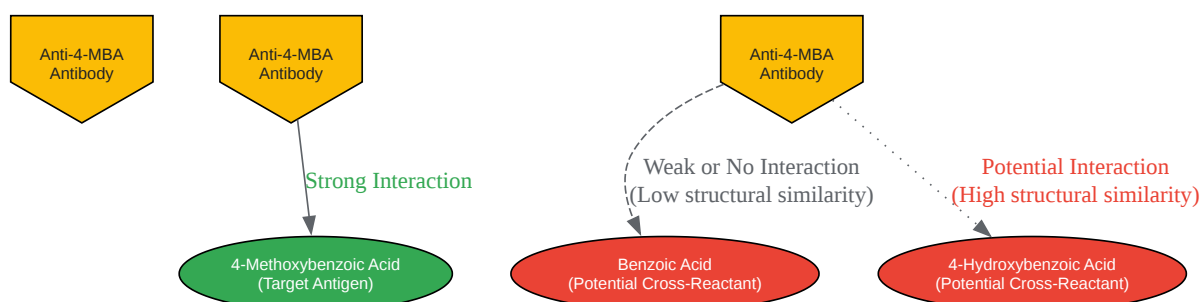 Anti-4-MBA
Antibody
Anti-4-MBA
Antibody
Anti-4-MBA
Antibody
Strong Interaction
Weak or No Interaction
(Low structural similarity)
Potential Interaction
(High structural similarity)
4-Methoxybenzoic Acid
(Target Antigen)
Benzoic Acid
(Potential Cross-Reactant)
4-Hydroxybenzoic Acid
(Potential Cross-Reactant)